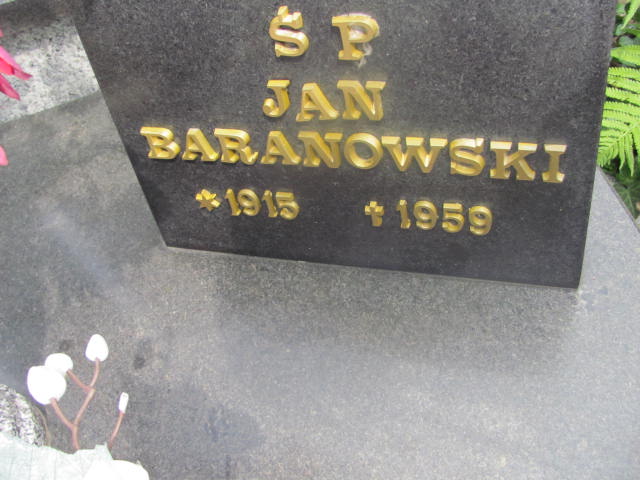 Ś P
JAN
BARANOWSKI
* 1915 † 1959